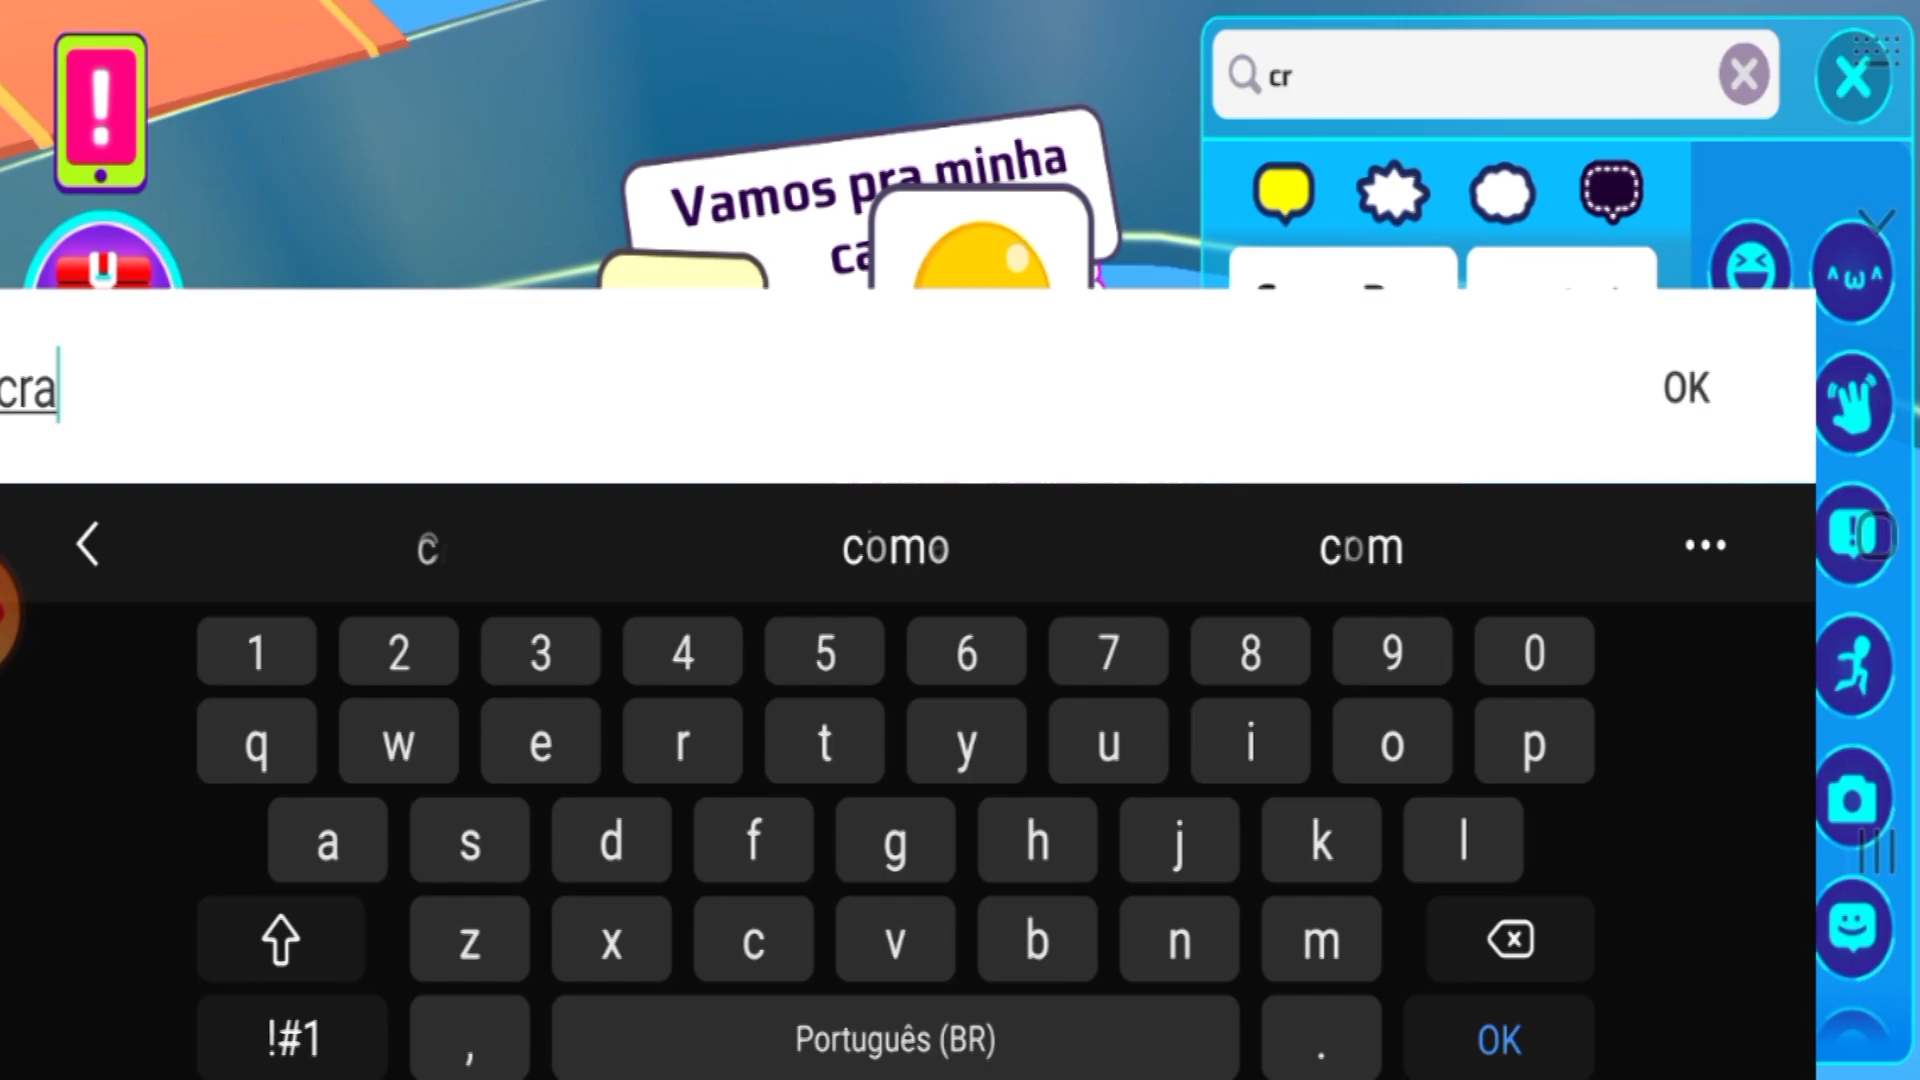 cr
Vamos pra minha
cra
OK
como
com
1 2 3 4 5 6 7 8 9 0
q w e r t y u i o p
a s d f g h j k l
z x c v b n m
!#1 , Português (BR) . OK